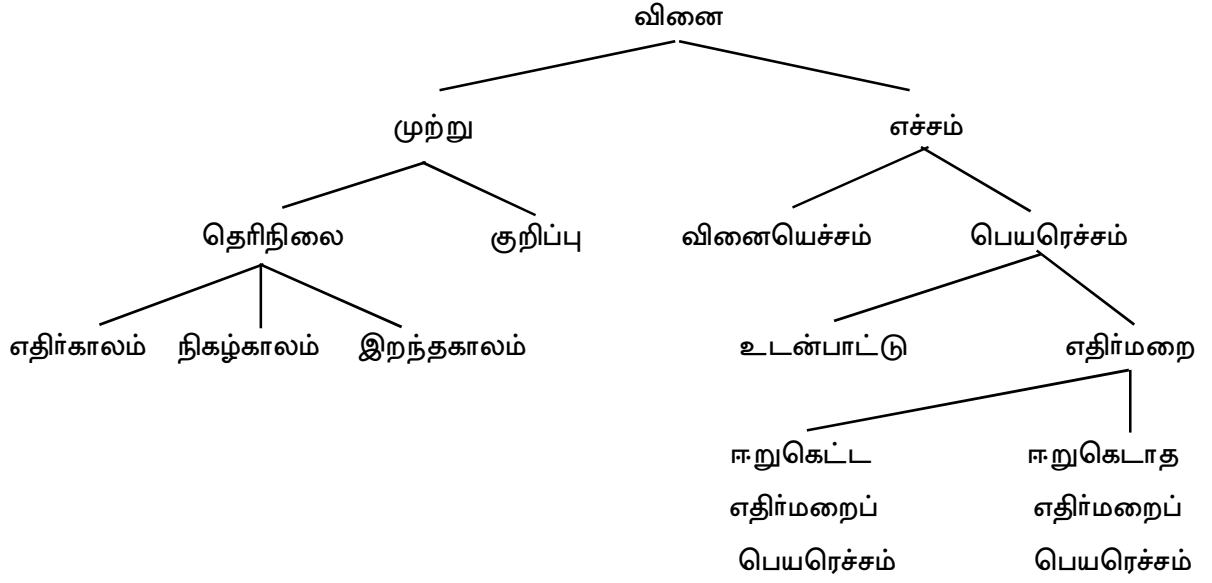 வினை
முற்று எச்சம்
தெரிநிலை குறிப்பு வினையெச்சம் பெயரெச்சம்
எதிர்காலம் நிகழ்காலம் இறந்தகாலம் உடன்பாட்டு எதிர்மறை
ஈறுகெட்ட ஈறுகெடாத
எதிர்மறைப் எதிர்மறைப்
பெயரெச்சம் பெயரெச்சம்